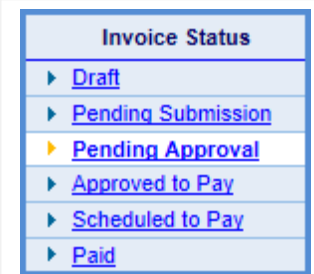 Invoice Status
Draft
Pending Submission
Pending Approval
Approved to Pay
Scheduled to Pay
Paid